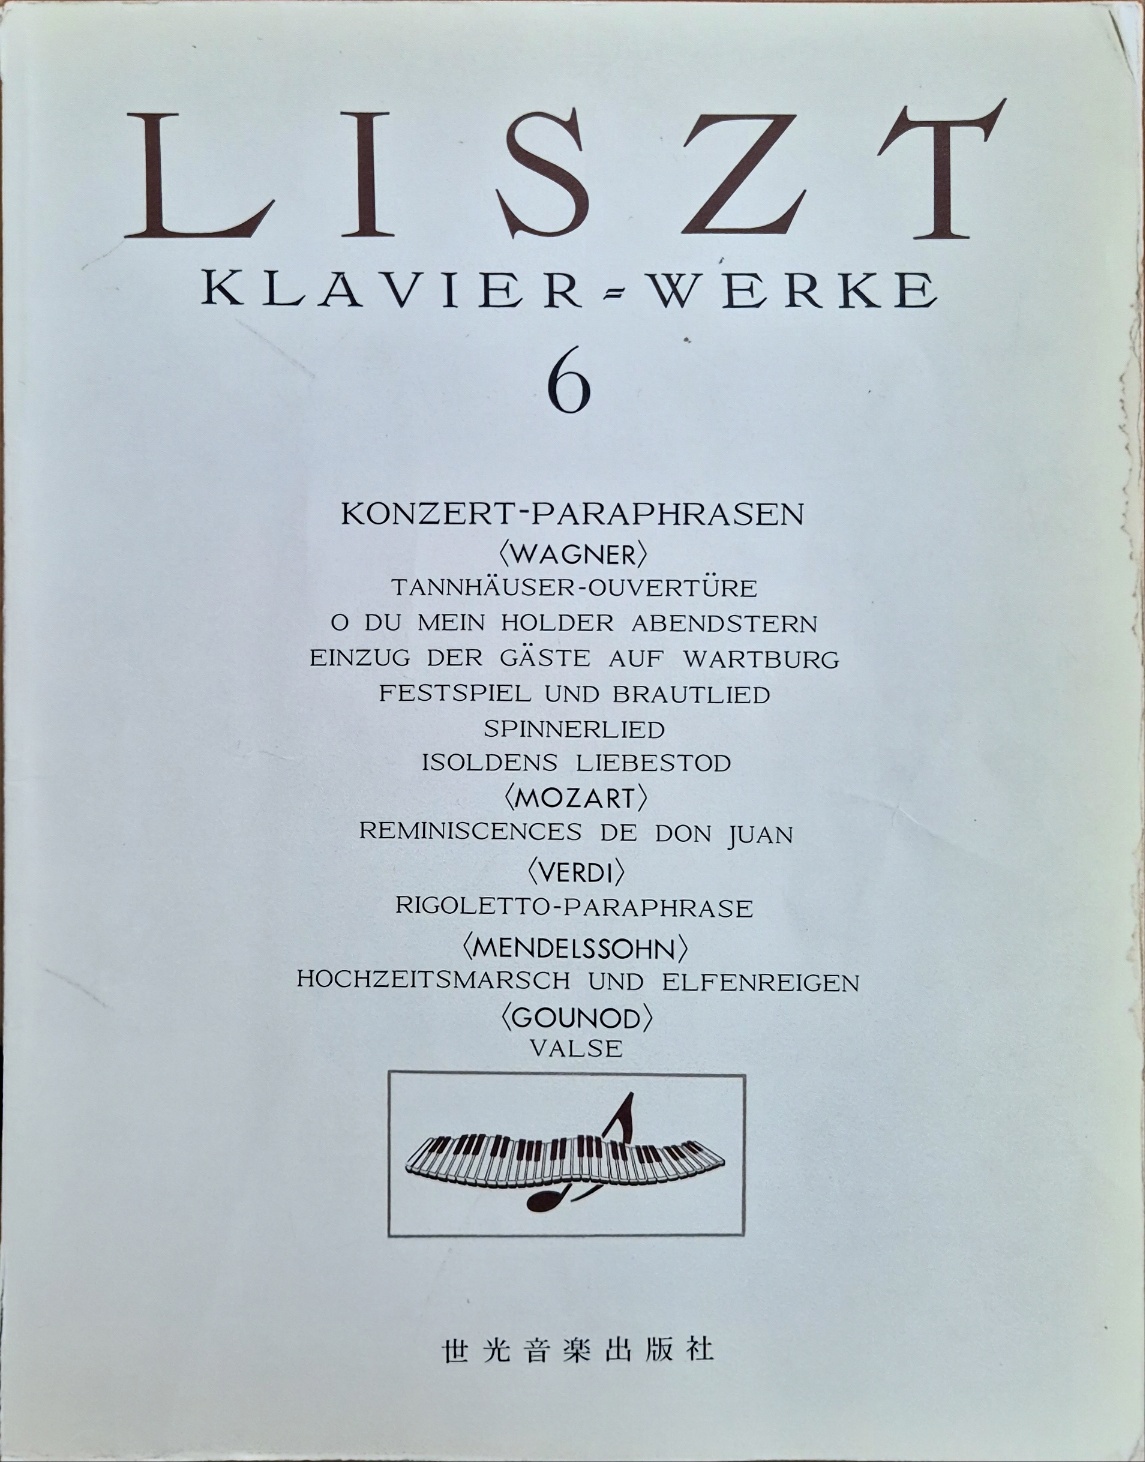 LISZT
KLAVIER=WERKE
6
KONZERT-PARAPHRASEN
〈WAGNER〉
TANNHÄUSER-OUVERTÜRE
O DU MEIN HOLDER ABENDSTERN
EINZUG DER GÄSTE AUF WARTBURG
FESTSPIEL UND BRAUTLIED
SPINNERLIED
ISOLDENS LIEBESTOD
〈MOZART〉
REMINISCENCES DE DON JUAN
〈VERDI〉
RIGOLETTO-PARAPHRASE
〈MENDELSSOHN〉
HOCHZEITSMARSCH UND ELFENREIGEN
〈GOUNOD〉
VALSE
世光音楽出版社